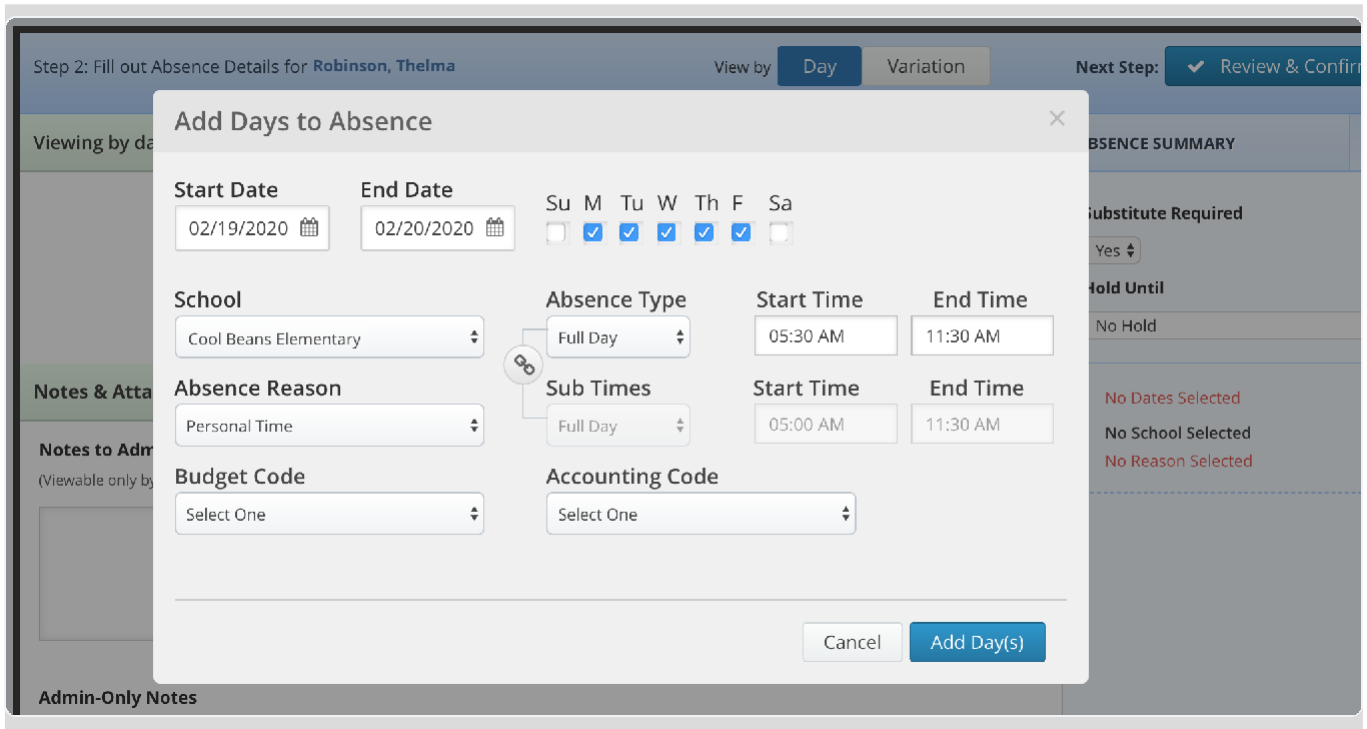 Step 2: Fill out Absence Details for Robinson, Thelma
View by Day Variation
Next Step: Review & Confir
Add Days to Absence
Viewing by da
BSENCE SUMMARY
Start Date End Date Su M Tu W Th F Sa
02/19/2020 02/20/2020
ubstitute Required
Yes
Hold Until
No Hold
School Absence Type Start Time End Time
Cool Beans Elementary Full Day 05:30 AM 11:30 AM
Notes & Atta
Absence Reason Sub Times Start Time End Time
Personal Time Full Day 05:00 AM 11:30 AM
No Dates Selected
No School Selected
No Reason Selected
Notes to Adm
(Viewable only by
Budget Code Accounting Code
Select One Select One
Cancel Add Day(s)
Admin-Only Notes